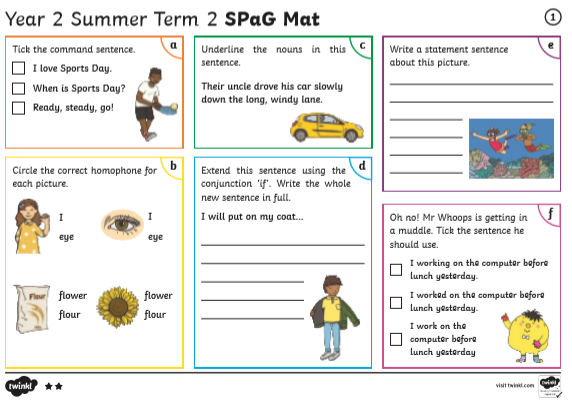 Year 2 Summer Term 2 SPaG Mat
1
a
Tick the command sentence.
I love Sports Day.
When is Sports Day?
Ready, steady, go!
b
Circle the correct homophone for
each picture.
I
eye
I
eye
Flour
flower
flour
flower
flour
c
Underline the nouns in this
sentence.
Their uncle drove his car slowly
down the long, windy lane.
d
Extend this sentence using the
conjunction 'if'. Write the whole
new sentence in full.
I will put on my coat...
e
Write a statement sentence
about this picture.
f
Oh no! Mr Whoops is getting in
a muddle. Tick the sentence he
should use.
I working on the computer before
lunch yesterday.
I worked on the computer before
lunch yesterday.
I work on the
computer before
lunch yesterday
twinkl
visit twinkl.com
twinkl